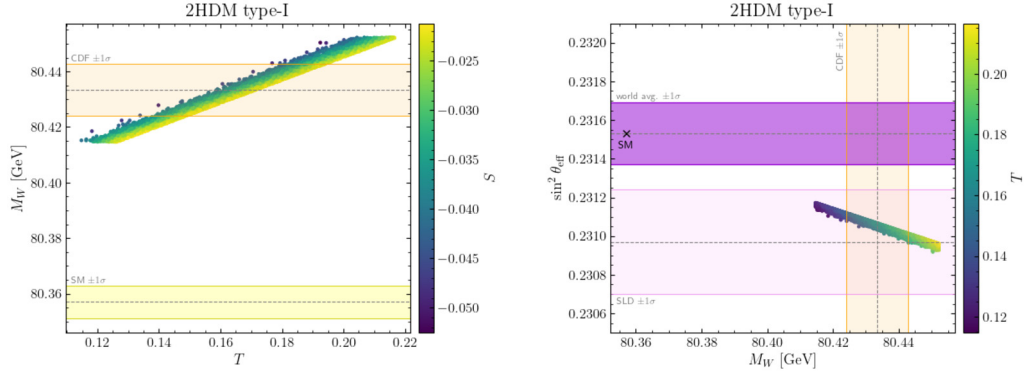 2HDM type-I
M_W [GeV]
80.44
80.42
80.40
80.38
80.36
CDF ±1σ
SM ±1σ
0.12
0.14
0.16
0.18
0.20
0.22
T
−0.025
−0.030
−0.035
−0.040
−0.045
−0.050
S
2HDM type-I
sin² θ_eff
0.2320
0.2318
0.2316
0.2314
0.2312
0.2310
0.2308
0.2306
CDF ±1σ
world avg. ±1σ
SM
SLD ±1σ
80.36
80.38
80.40
80.42
80.44
M_W [GeV]
0.20
0.18
0.16
0.14
0.12
T